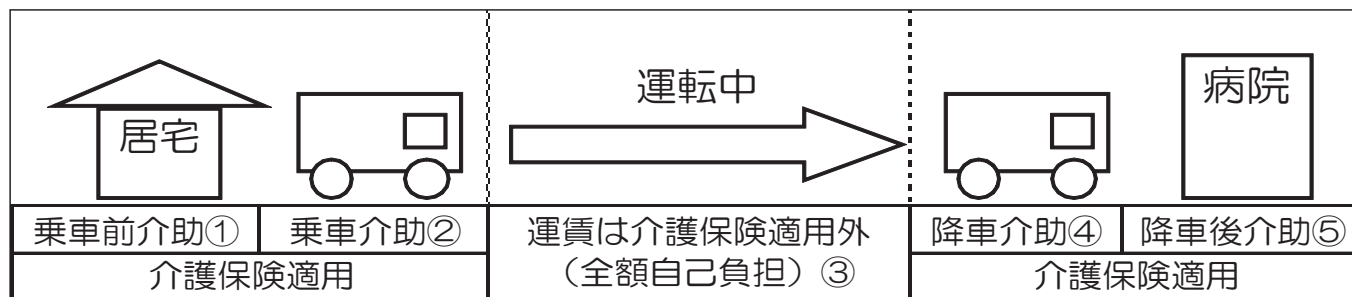 居宅
運転中
病院
乗車前介助①
乗車介助②
運賃は介護保険適用外
（全額自己負担）③
降車介助④
降車後介助⑤
介護保険適用
介護保険適用